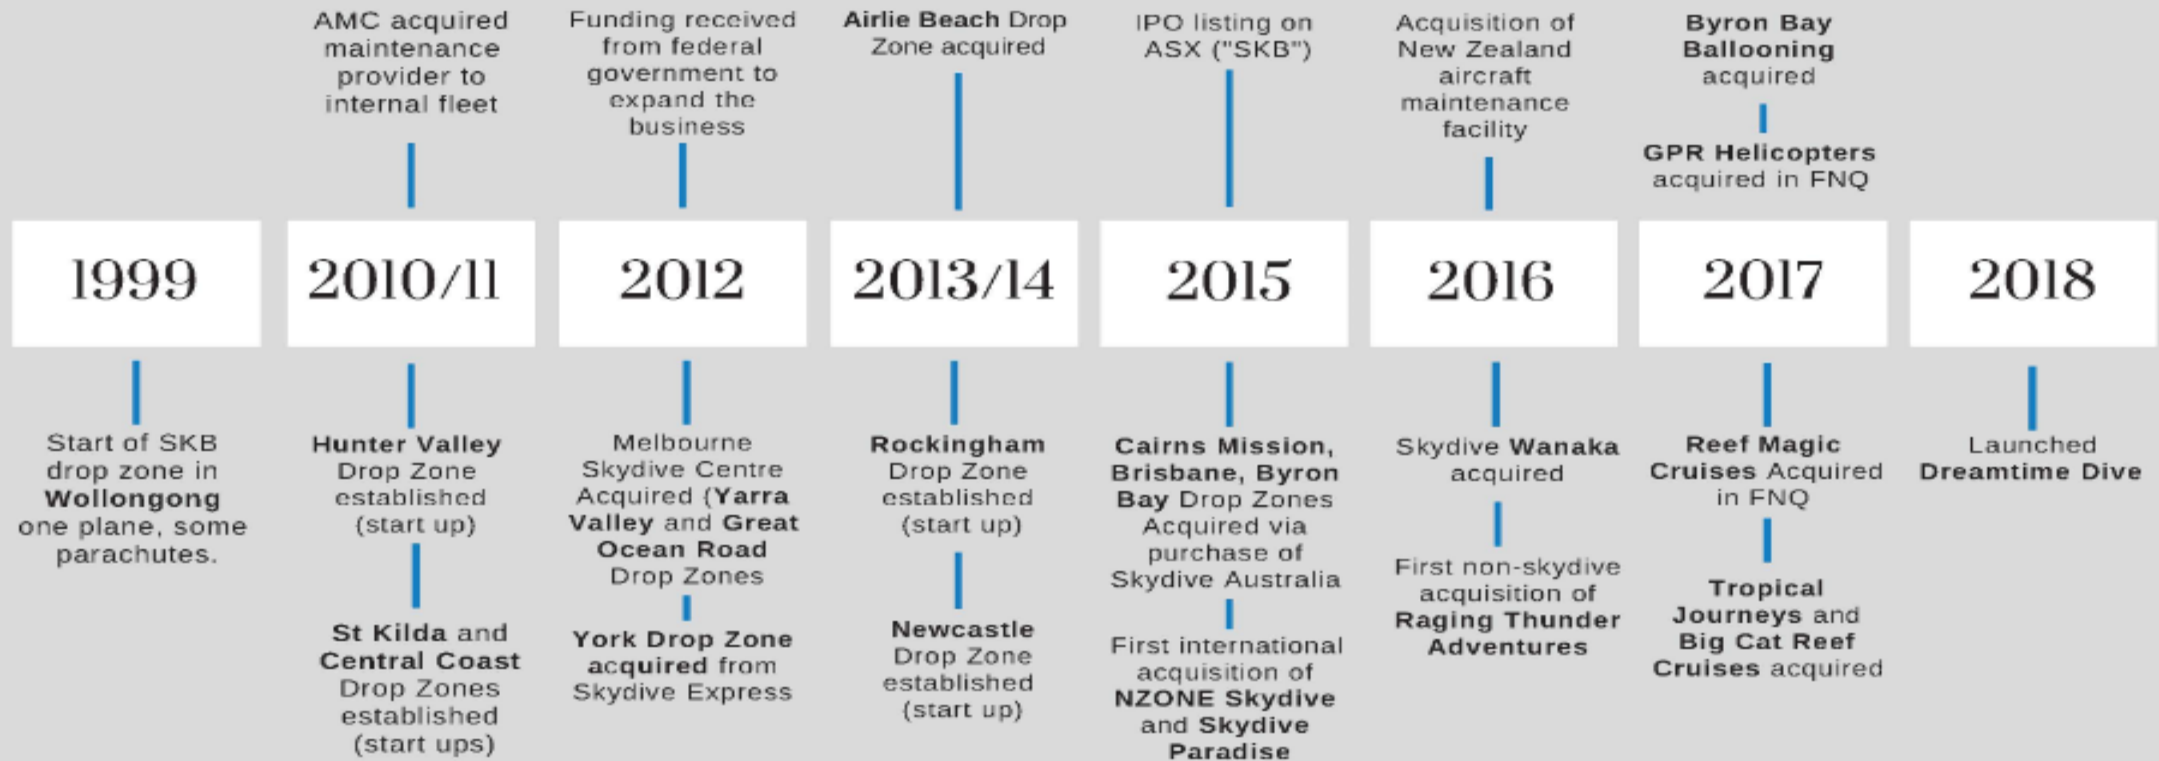 AMC acquired
maintenance
provider to
internal fleet
Funding received
from federal
government to
expand the
business
Airlie Beach Drop
Zone acquired
IPO listing on
ASX ("SKB")
Acquisition of
New Zealand
aircraft
maintenance
facility
Byron Bay
Ballooning
acquired
GPR Helicopters
acquired in FNQ
1999
2010/11
2012
2013/14
2015
2016
2017
2018
Start of SKB
drop zone in
Wollongong
one plane, some
parachutes.
Hunter Valley
Drop Zone
established
(start up)
St Kilda and
Central Coast
Drop Zones
established
(start ups)
Melbourne
Skydive Centre
Acquired (Yarra
Valley and Great
Ocean Road
Drop Zones
York Drop Zone
acquired from
Skydive Express
Rockingham
Drop Zone
established
(start up)
Newcastle
Drop Zone
established
(start up)
Cairns Mission,
Brisbane, Byron
Bay Drop Zones
Acquired via
purchase of
Skydive Australia
First international
acquisition of
NZONE Skydive
and Skydive
Paradise
Skydive Wanaka
acquired
First non-skydive
acquisition of
Raging Thunder
Adventures
Reef Magic
Cruises Acquired
in FNQ
Tropical
Journeys and
Big Cat Reef
Cruises acquired
Launched
Dreamtime Dive